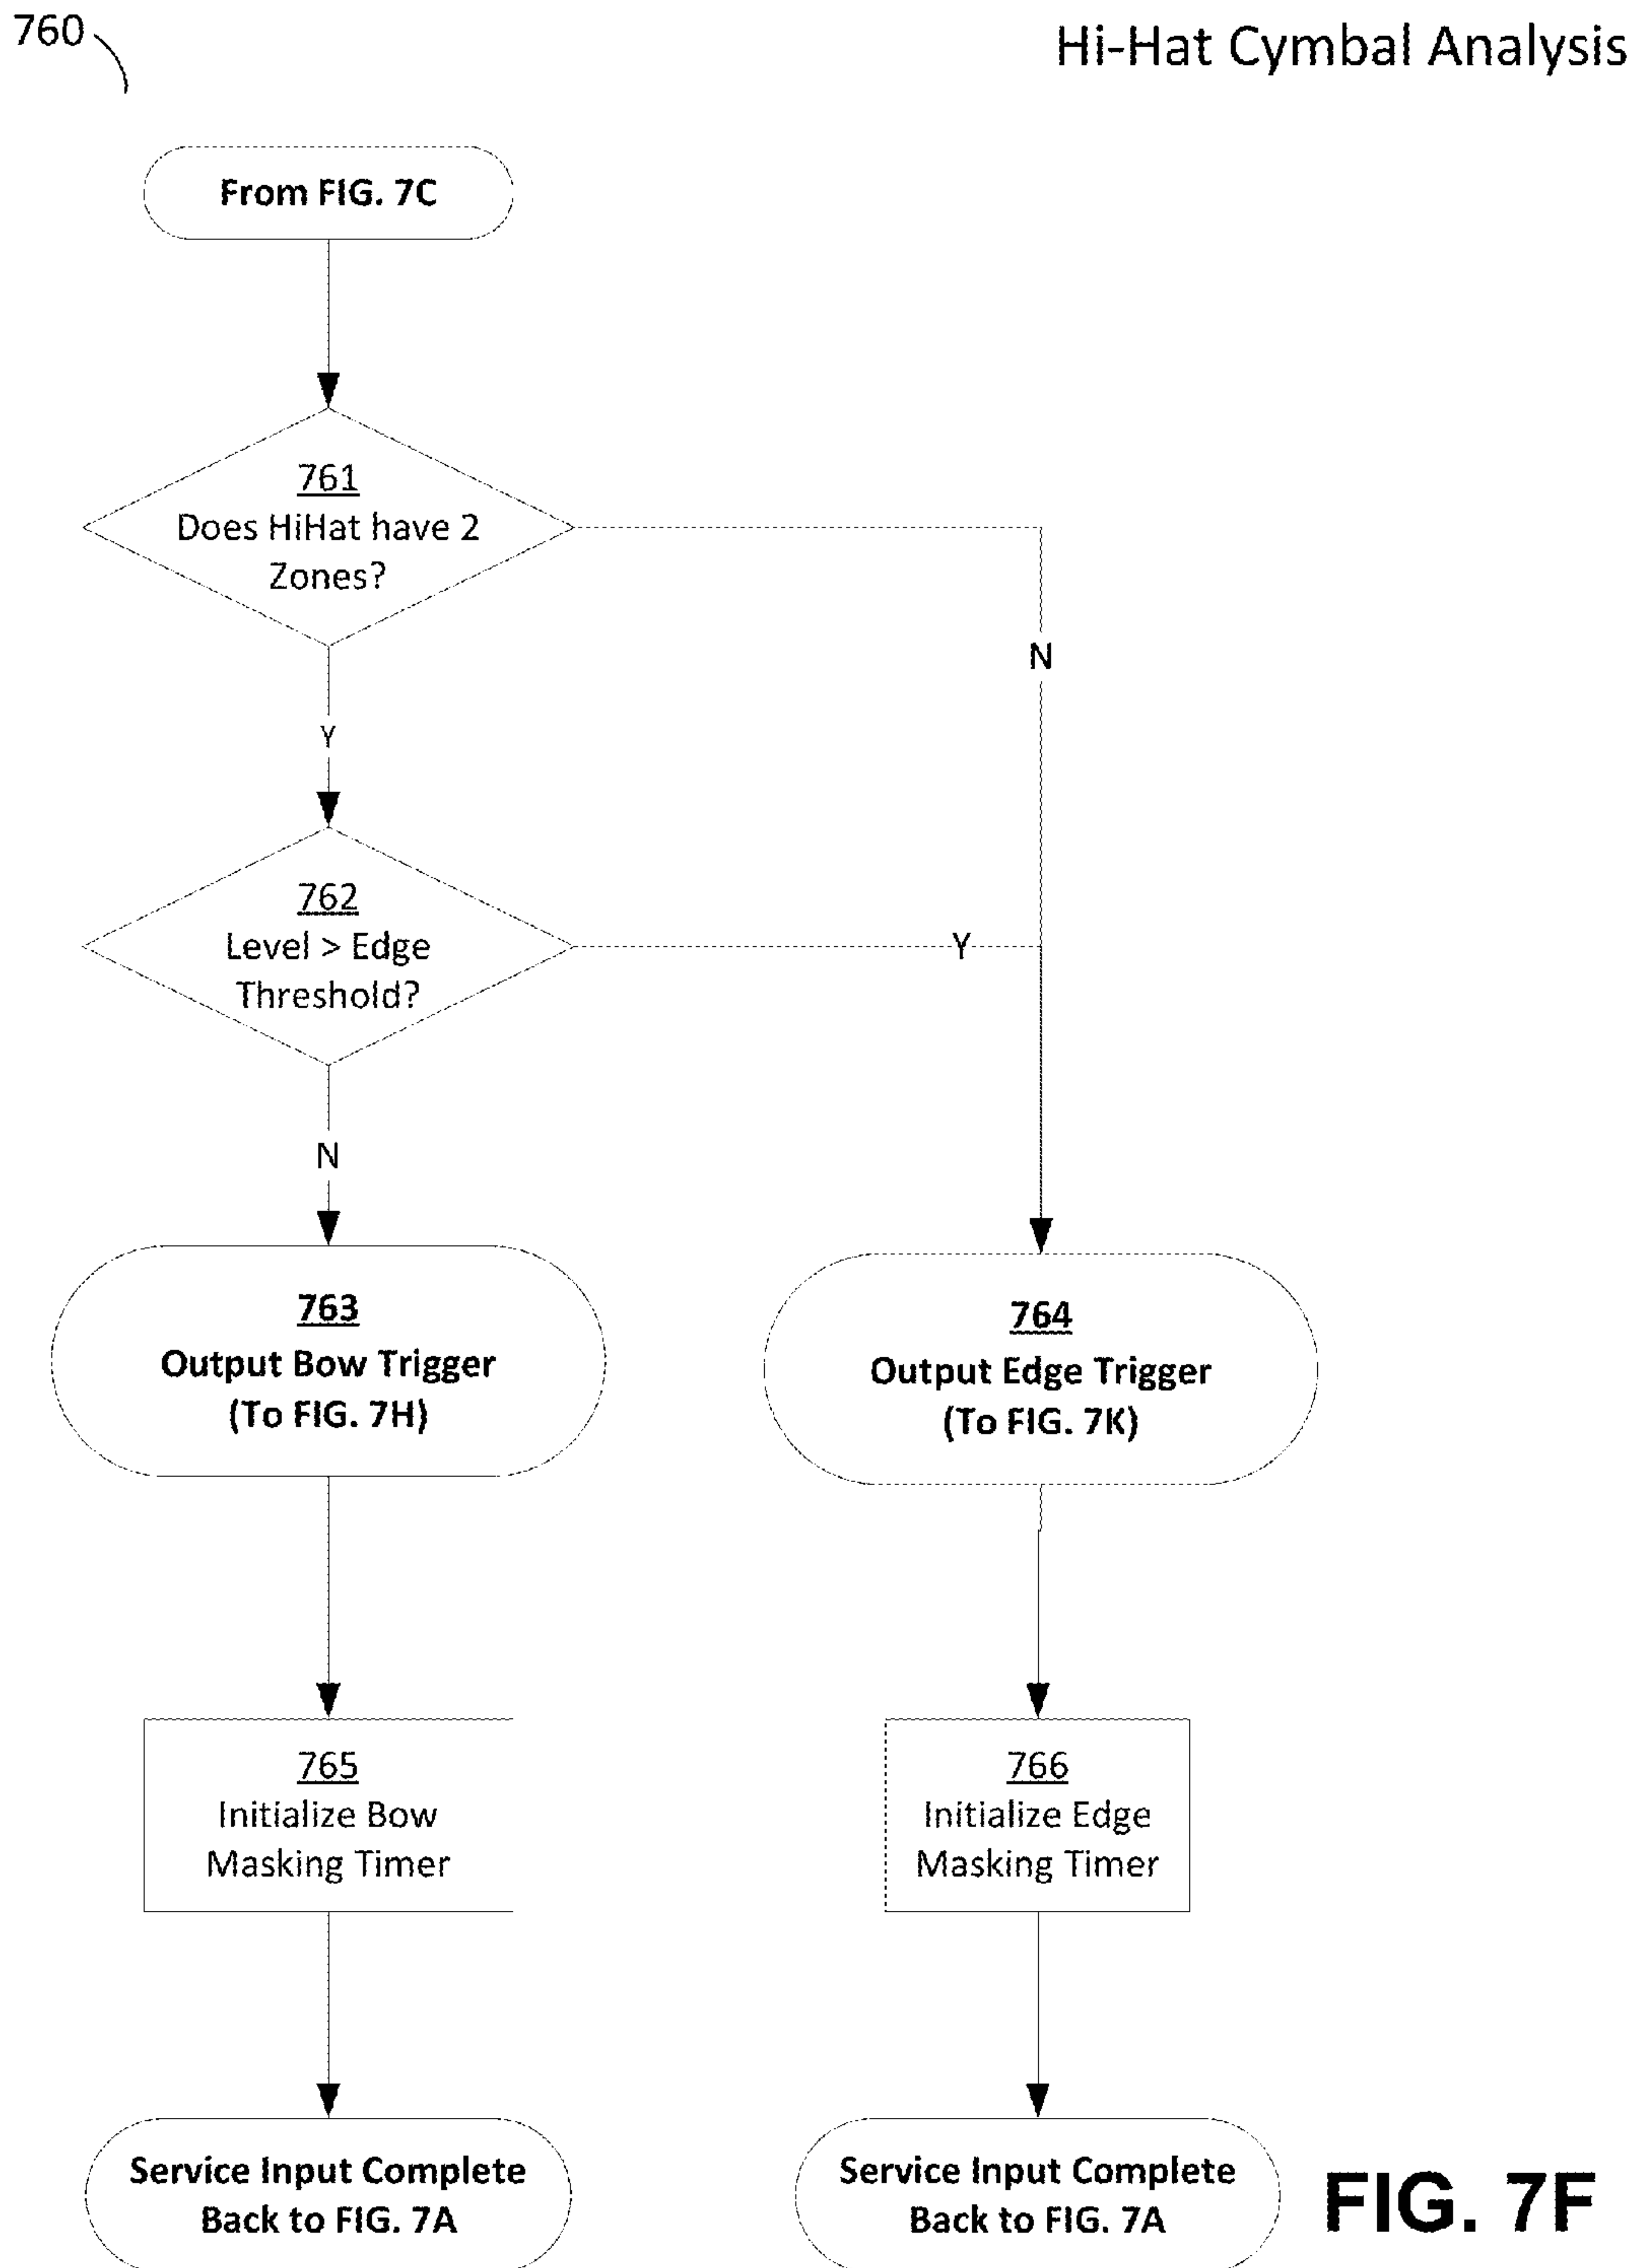 760
Hi-Hat Cymbal Analysis
From FIG. 7C
761
Does HiHat have 2
Zones?
N
Y
762
Level > Edge
Threshold?
Y
N
763
Output Bow Trigger
(To FIG. 7H)
764
Output Edge Trigger
(To FIG. 7K)
765
Initialize Bow
Masking Timer
766
Initialize Edge
Masking Timer
Service Input Complete
Back to FIG. 7A
Service Input Complete
Back to FIG. 7A
FIG. 7F